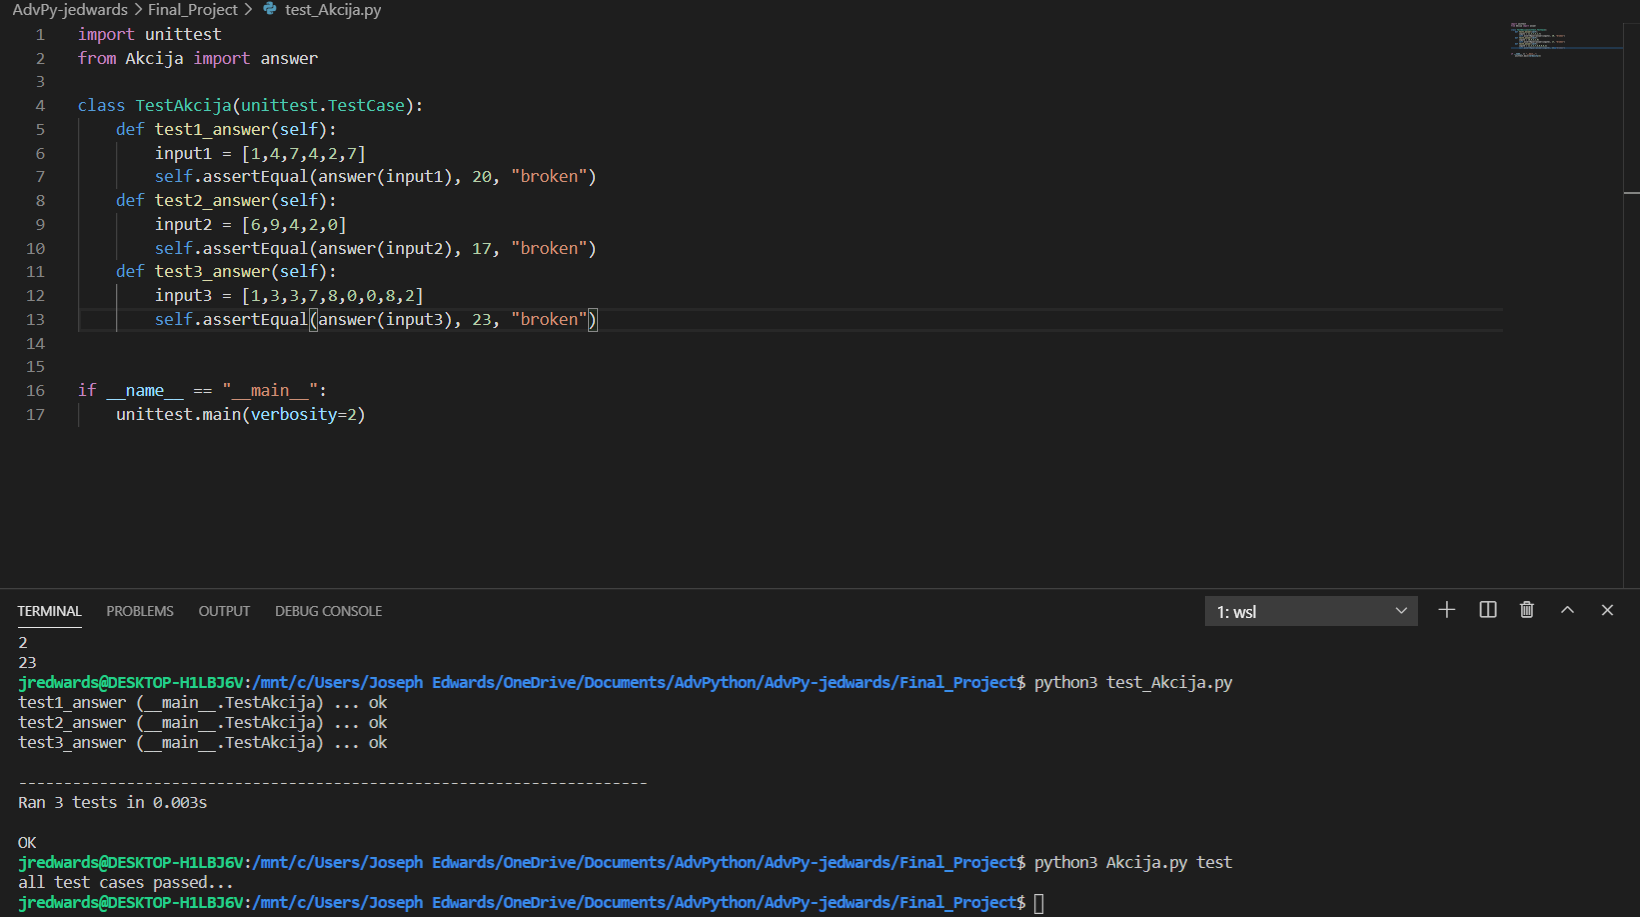 AdvPy-jedwards > Final_Project > test_Akcija.py
1 import unittest
2 from Akcija import answer
3
4 class TestAkcija(unittest.TestCase):
5     def test1_answer(self):
6         input1 = [1,4,7,4,2,7]
7         self.assertEqual(answer(input1), 20, "broken")
8     def test2_answer(self):
9         input2 = [6,9,4,2,0]
10         self.assertEqual(answer(input2), 17, "broken")
11     def test3_answer(self):
12         input3 = [1,3,3,7,8,0,0,8,2]
13         self.assertEqual(answer(input3), 23, "broken")
14
15
16 if __name__ == "__main__":
17     unittest.main(verbosity=2)
TERMINAL PROBLEMS OUTPUT DEBUG CONSOLE 1: wsl
2
23
jredwards@DESKTOP-H1LBJ6V:/mnt/c/Users/Joseph Edwards/OneDrive/Documents/AdvPython/AdvPy-jedwards/Final_Project$ python3 test_Akcija.py
test1_answer (__main__.TestAkcija) ... ok
test2_answer (__main__.TestAkcija) ... ok
test3_answer (__main__.TestAkcija) ... ok
----------------------------------------------------------------------
Ran 3 tests in 0.003s
OK
jredwards@DESKTOP-H1LBJ6V:/mnt/c/Users/Joseph Edwards/OneDrive/Documents/AdvPython/AdvPy-jedwards/Final_Project$ python3 Akcija.py test
all test cases passed...
jredwards@DESKTOP-H1LBJ6V:/mnt/c/Users/Joseph Edwards/OneDrive/Documents/AdvPython/AdvPy-jedwards/Final_Project$